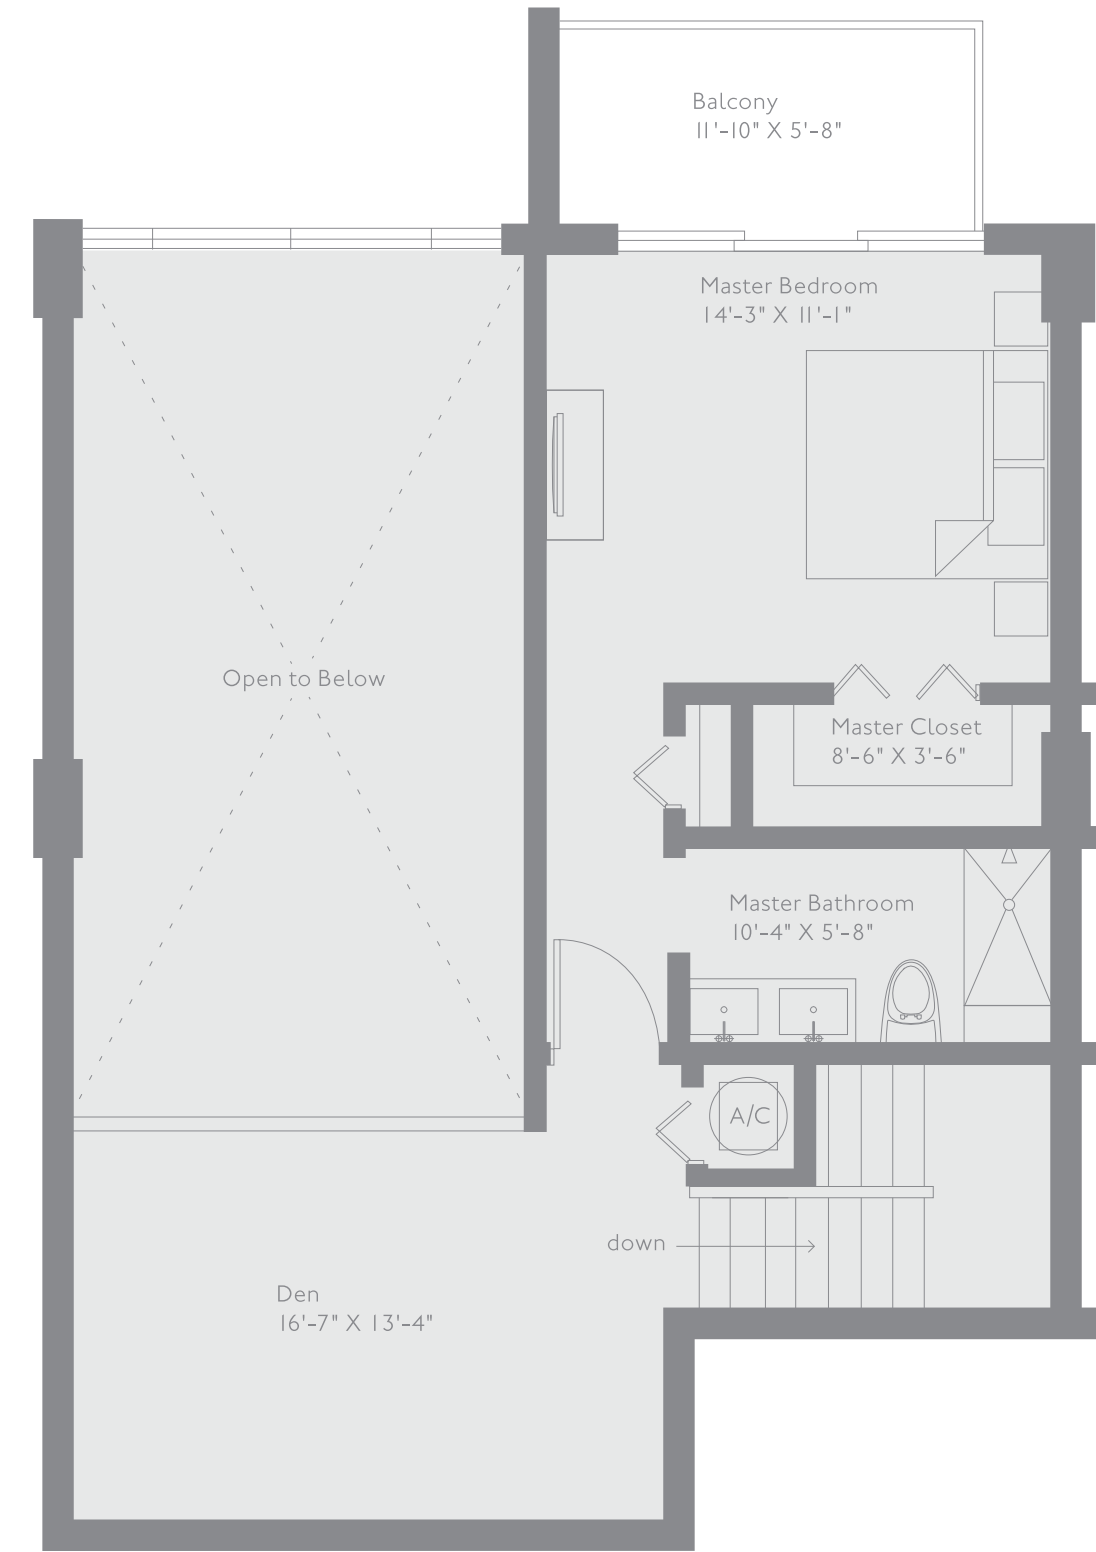 Balcony
11'-10" X 5'-8"
Master Bedroom
14'-3" X 11'-1"
Open to Below
Master Closet
8'-6" X 3'-6"
Master Bathroom
10'-4" X 5'-8"
A/C
down
Den
16'-7" X 13'-4"